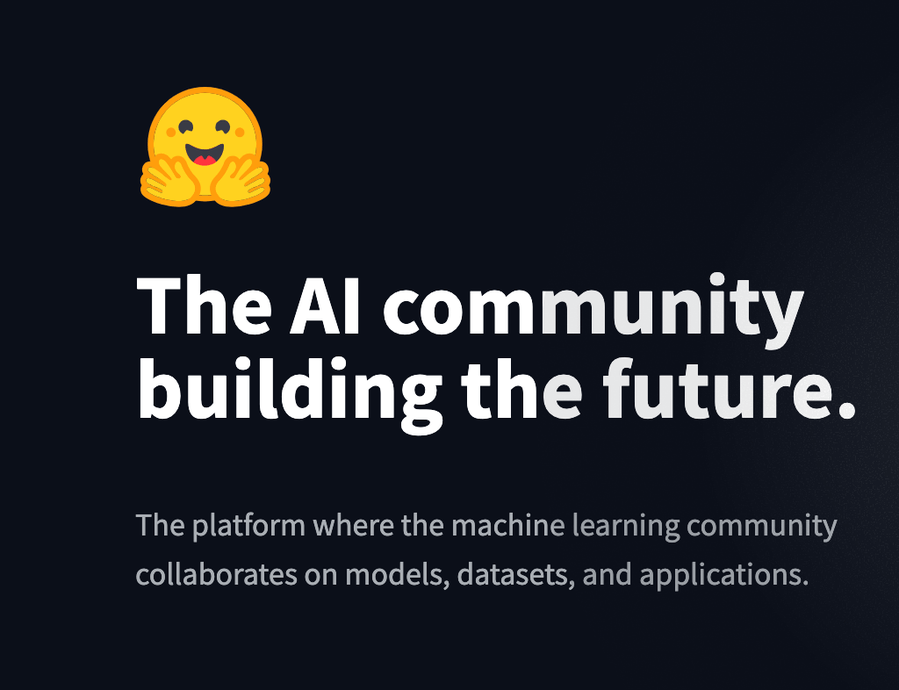 The AI community
building the future.
The platform where the machine learning community
collaborates on models, datasets, and applications.